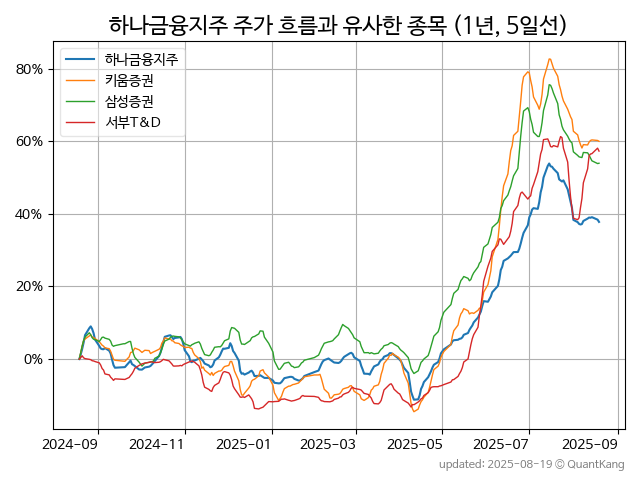 하나금융지주 주가 흐름과 유사한 종목 (1년, 5일선)
하나금융지주
키움증권
삼성증권
서부T&D
80%
60%
40%
20%
0%
2024-09 2024-11 2025-01 2025-03 2025-05 2025-07 2025-09
updated: 2025-08-19 © QuantKang